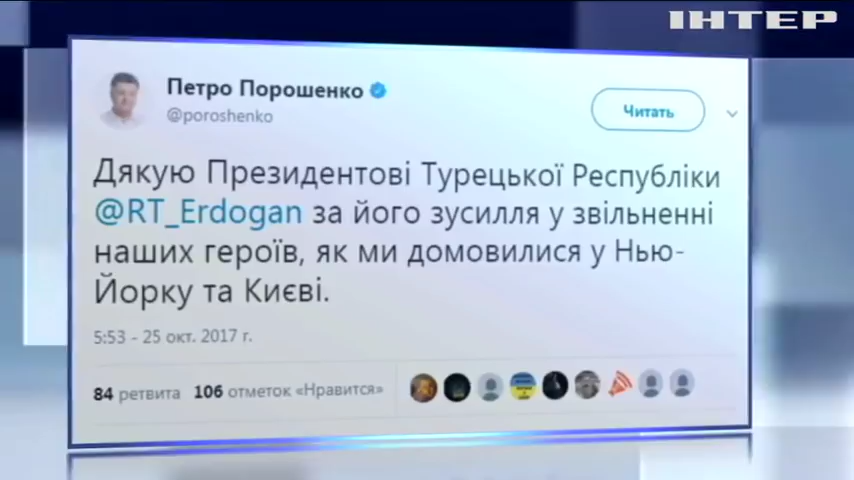 ІНТЕР
Петро Порошенко
@poroshenko
Читать
Дякую Президентові Турецької Республіки
@RT_Erdogan за його зусилля у звільненні
наших героїв, як ми домовилися у Нью-
Йорку та Києві.
5:53 - 25 окт. 2017 г.
84 ретвита 106 отметок «Нравится»